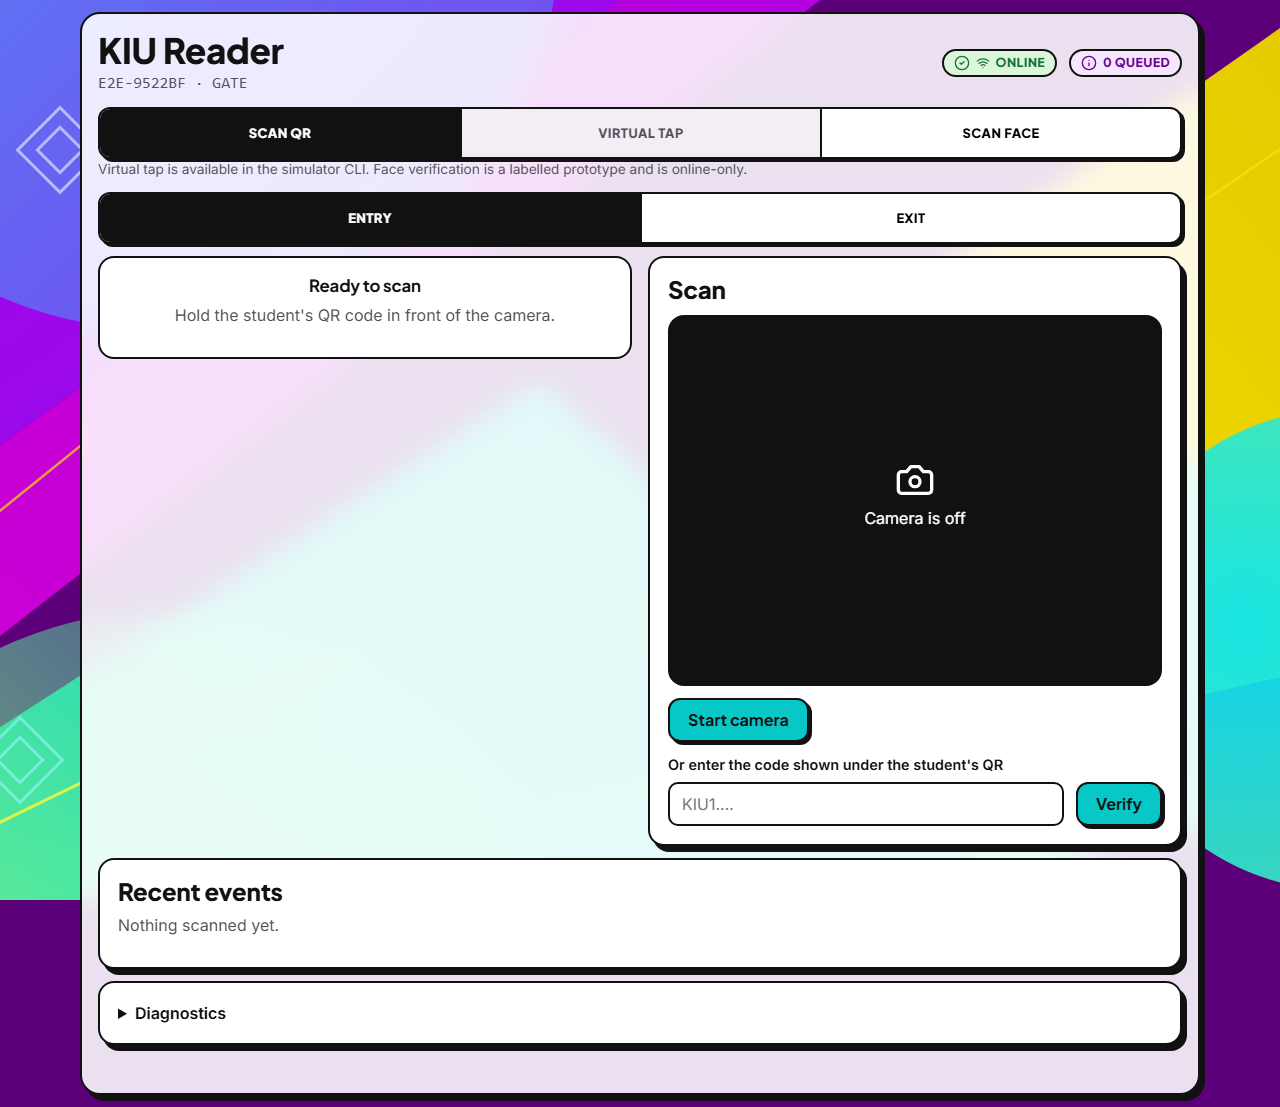 KIU Reader
E2E-9522BF · GATE
ONLINE
0 QUEUED
SCAN QR
VIRTUAL TAP
SCAN FACE
Virtual tap is available in the simulator CLI. Face verification is a labelled prototype and is online-only.
ENTRY
EXIT
Ready to scan
Hold the student's QR code in front of the camera.
Scan
Camera is off
Start camera
Or enter the code shown under the student's QR
KIU1....
Verify
Recent events
Nothing scanned yet.
Diagnostics